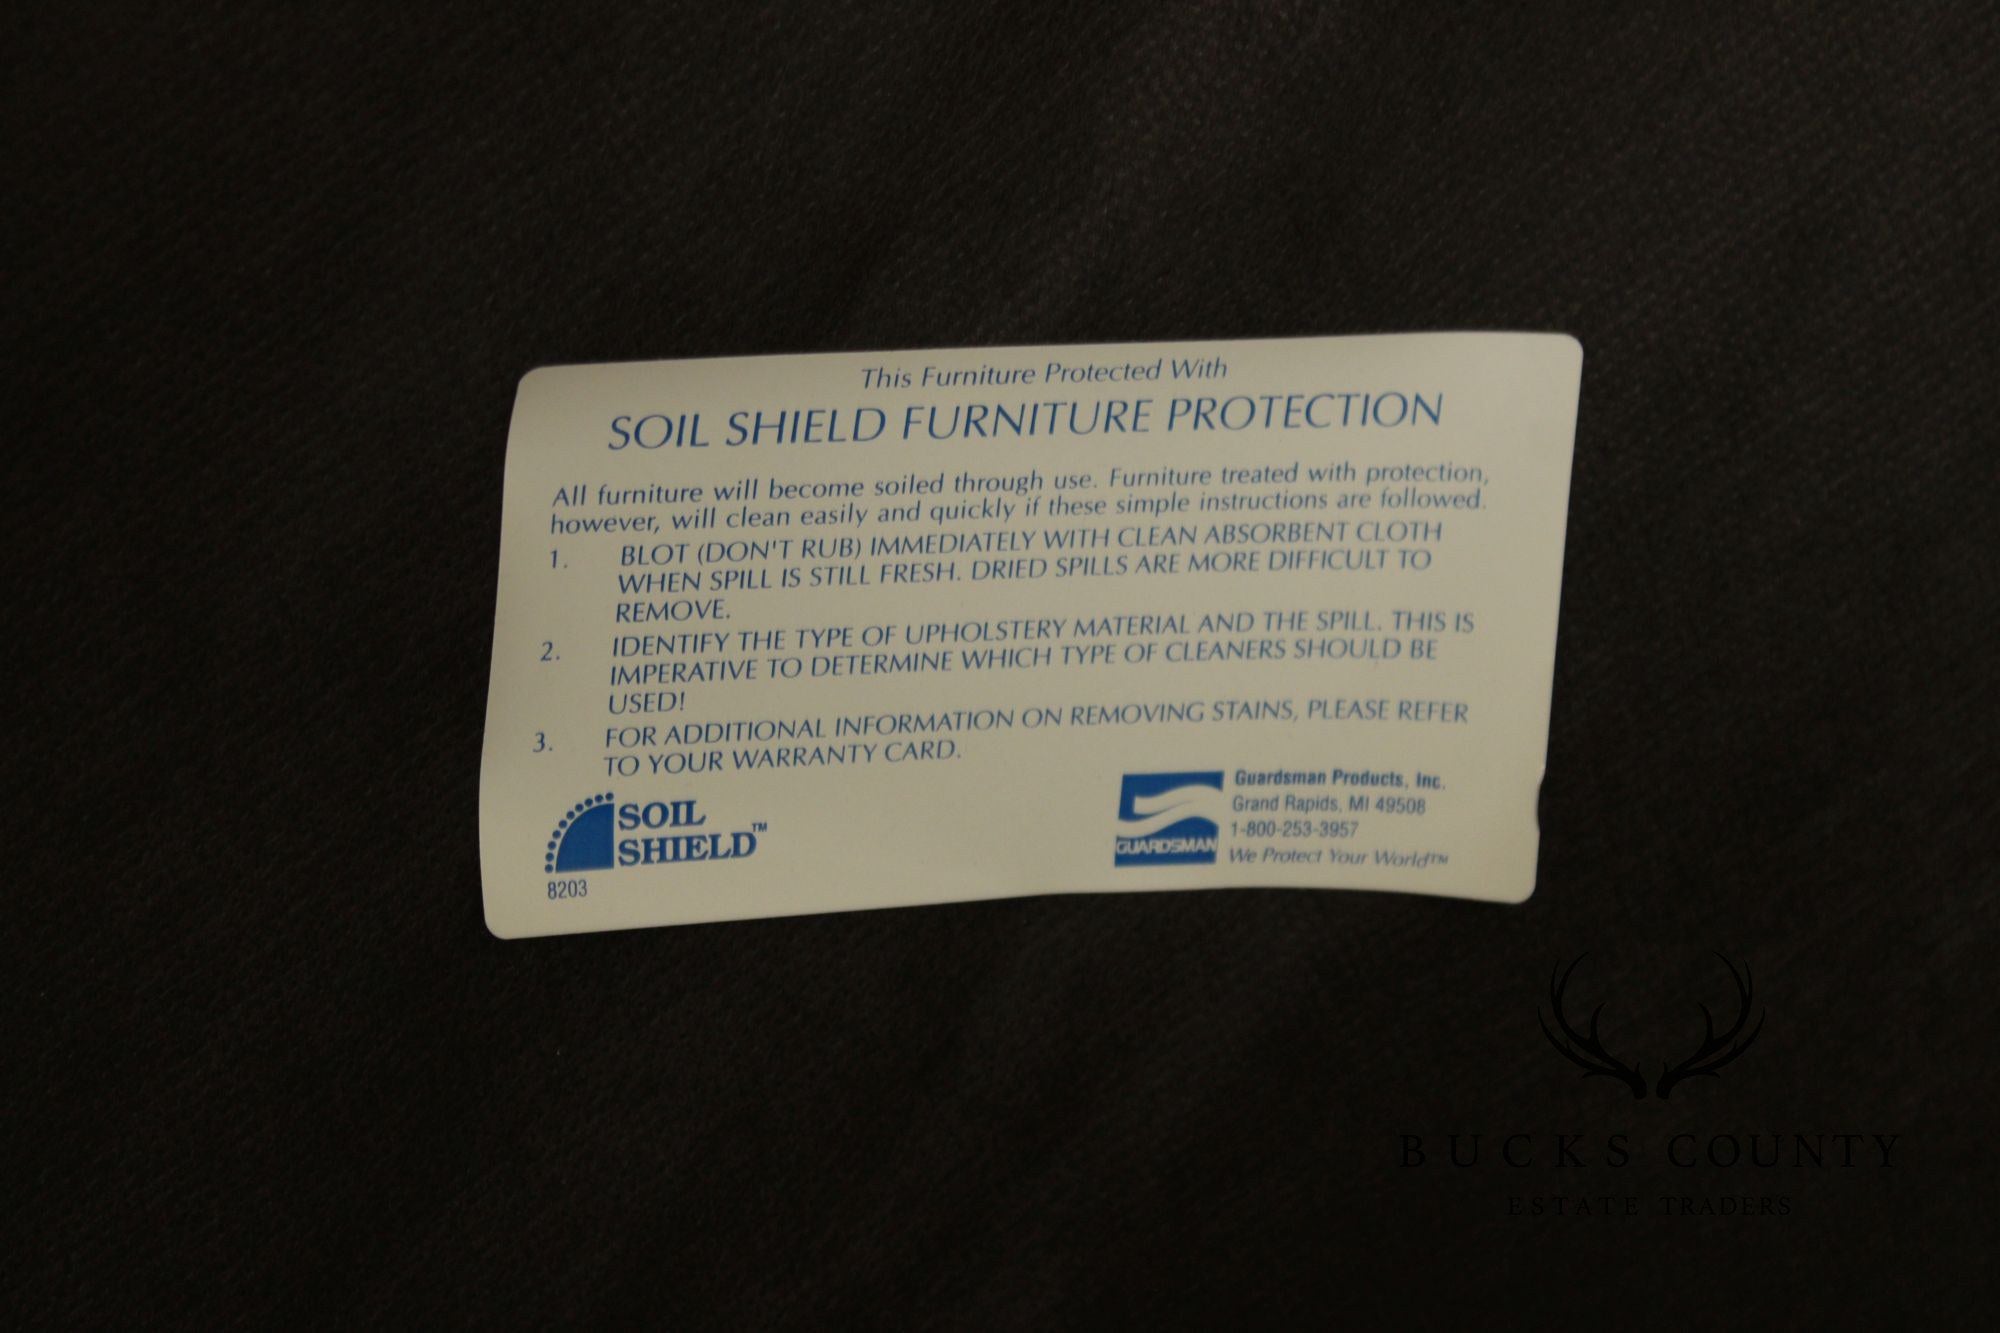 This Furniture Protected With
SOIL SHIELD FURNITURE PROTECTION
All furniture will become soiled through use. Furniture treated with protection,
however, will clean easily and quickly if these simple instructions are followed.
1. BLOT (DON'T RUB) IMMEDIATELY WITH CLEAN ABSORBENT CLOTH
WHEN SPILL IS STILL FRESH. DRIED SPILLS ARE MORE DIFFICULT TO
REMOVE.
2. IDENTIFY THE TYPE OF UPHOLSTERY MATERIAL AND THE SPILL. THIS IS
IMPERATIVE TO DETERMINE WHICH TYPE OF CLEANERS SHOULD BE
USED!
3. FOR ADDITIONAL INFORMATION ON REMOVING STAINS, PLEASE REFER
TO YOUR WARRANTY CARD.
SOIL
SHIELD™
8203
GUARDSMAN
Guardsman Products, Inc.
Grand Rapids, MI 49508
1-800-253-3957
We Protect Your World™
BUCKS COUNTY
ESTATE TRADERS